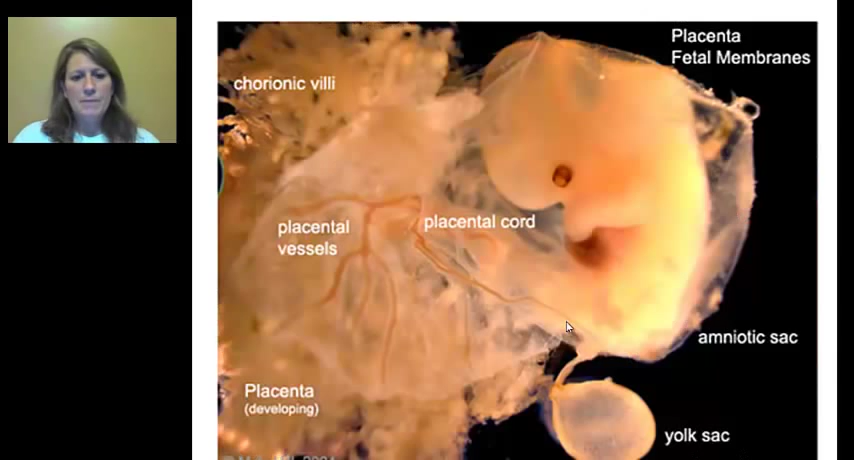 Placenta
Fetal Membranes
chorionic villi
placental cord
placental
vessels
amniotic sac
Placenta
(developing)
yolk sac